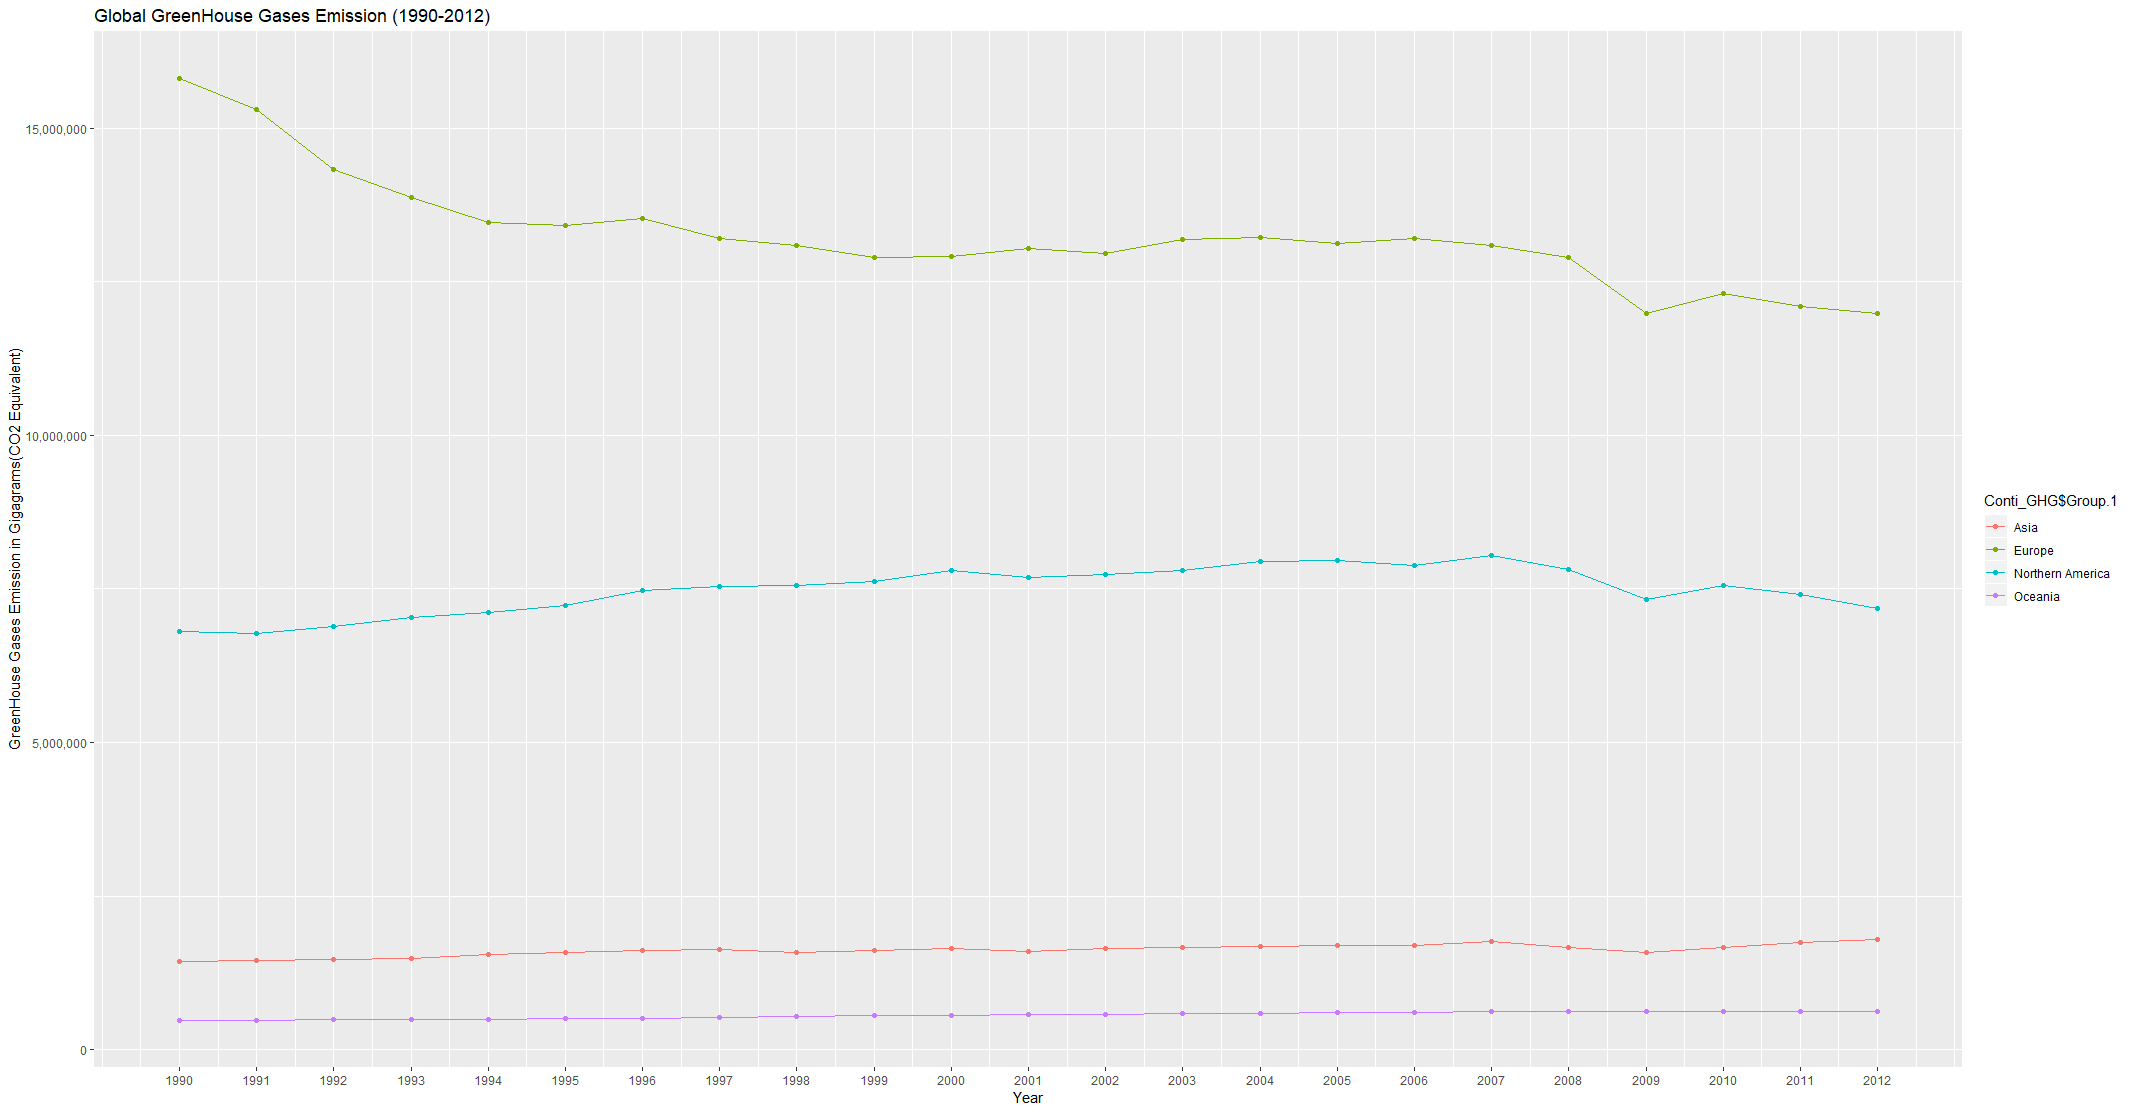 Global GreenHouse Gases Emission (1990-2012)
GreenHouse Gases Emission in Gigagrams(CO2 Equivalent)
15,000,000
10,000,000
5,000,000
0
1990 1991 1992 1993 1994 1995 1996 1997 1998 1999 2000 2001 2002 2003 2004 2005 2006 2007 2008 2009 2010 2011 2012
Year
Conti_GHG$Group.1
Asia
Europe
Northern America
Oceania